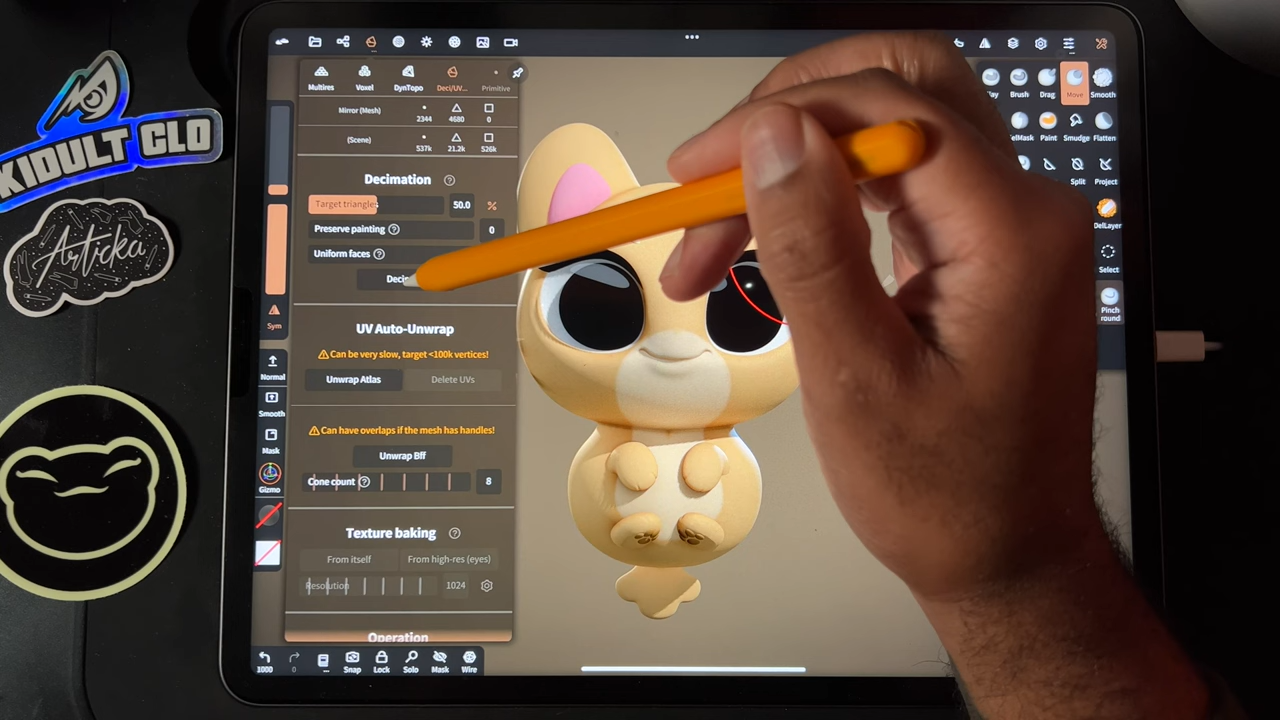 KIDULT CLO
Articka
Multires
Voxel
DynTopo
Deci/UV...
Primitive
Mirror (Mesh)
2344
4680
0
(Scene)
537k
21.2k
526k
Decimation ?
Target triangles
50.0
%
Preserve painting ?
0
Uniform faces ?
UV Auto-Unwrap
Can be very slow, target <100k vertices!
Unwrap Atlas
Delete UVs
Can have overlaps if the mesh has handles!
Unwrap Bff
Cone count ?
8
Texture baking ?
From itself
From high-res (eyes)
Resolution
1024
Operation
Sym
Normal
Smooth
Mask
Gizmo
1000
0
...
Snap
Lock
Solo
Mask
Wire
Brush
Drag
Move
Smooth
Paint
Smudge
Flatten
Split
Project
DelLayer
Select
Pinch
round